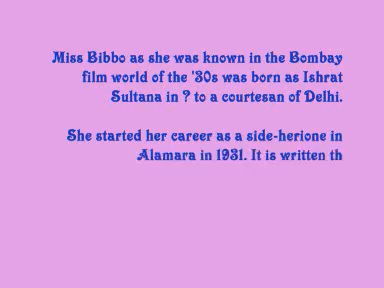 Miss Bibbo as she was known in the Bombay
film world of the '30s was born as Ishrat
Sultana in ? to a courtesan of Delhi.
She started her career as a side-herione in
Alamara in 1931. It is written th